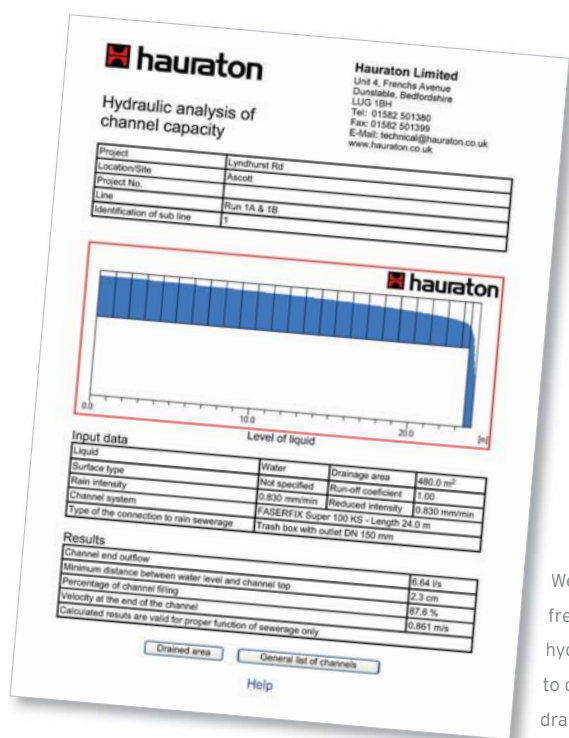 hauraton
Hauraton Limited
Unit 4, Frenchs Avenue
Dunstable, Bedfordshire
LUG 1BH
Tel: 01582 501380
Fax: 01582 501399
E-Mail: technical@hauraton.co.uk
www.hauraton.co.uk
Hydraulic analysis of
channel capacity
Project Lyndhurst Rd
Location/Site Ascott
Project No.
Line Run 1A & 1B
Identification of sub line 1
hauraton
0.0 10.0 20.0 [m]
Level of liquid
Input data
Liquid Water Drainage area 480.0 m²
Surface type Not specified Run-off coeficient 1.00
Rain intensity 0.830 mm/min Reduced intensity 0.830 mm/min
Channel system FASERFIX Super 100 KS - Length 24.0 m
Type of the connection to rain sewerage Trash box with outlet DN 150 mm
Results
Channel end outflow 6.64 l/s
Minimum distance between water level and channel top 2.3 cm
Percentage of channel filling 87.6 %
Velocity at the end of the channel 0.861 m/s
Calculated resuts are valid for proper function of sewerage only
Drained area General list of channels
Help
We
fre
hyd
to c
dra